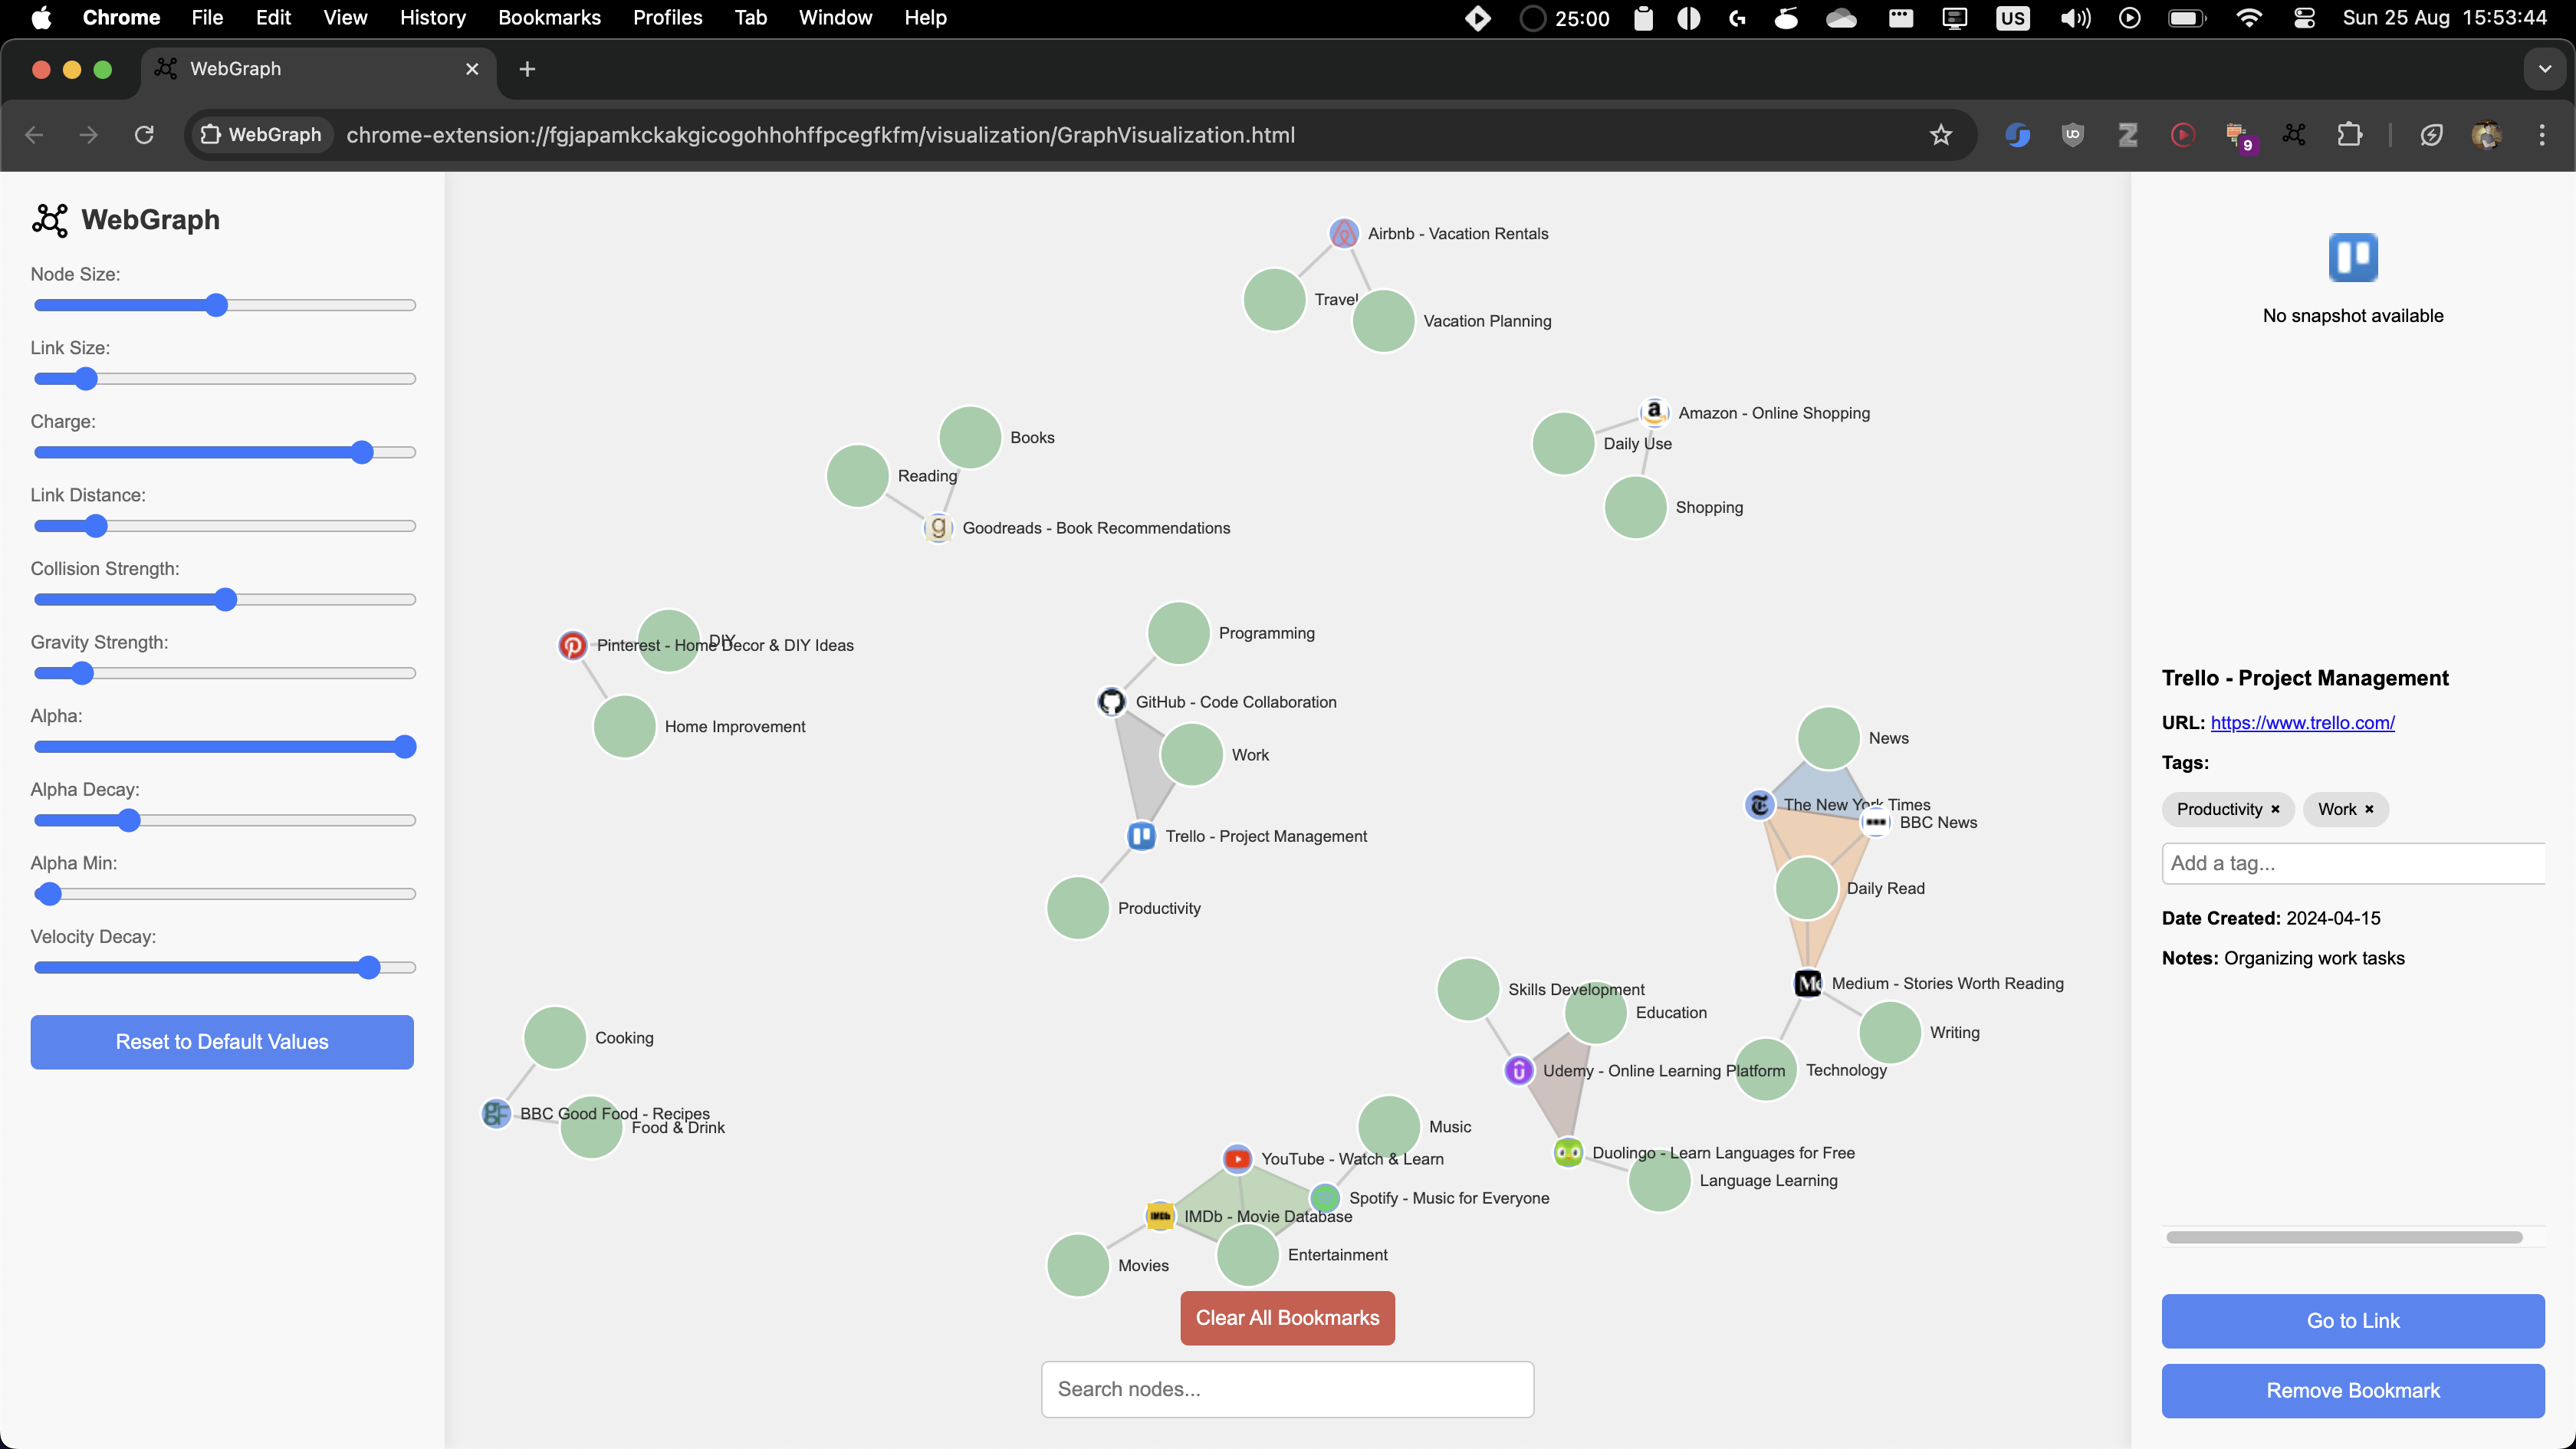 Chrome File Edit View History Bookmarks Profiles Tab Window Help
25:00 US Sun 25 Aug 15:53:44
WebGraph
WebGraph chrome-extension://fgjapamkckakgicogohhohffpcegfkfm/visualization/GraphVisualization.html
9
WebGraph
Node Size:
Link Size:
Charge:
Link Distance:
Collision Strength:
Gravity Strength:
Alpha:
Alpha Decay:
Alpha Min:
Velocity Decay:
Reset to Default Values
Airbnb - Vacation Rentals
Travel
Vacation Planning
Amazon - Online Shopping
Daily Use
Shopping
Books
Reading
Goodreads - Book Recommendations
DIY
Pinterest - Home Decor & DIY Ideas
Home Improvement
Programming
GitHub - Code Collaboration
Work
Trello - Project Management
Productivity
News
The New York Times
BBC News
Daily Read
Medium - Stories Worth Reading
Writing
Technology
Skills Development
Education
Udemy - Online Learning Platform
Duolingo - Learn Languages for Free
Language Learning
Cooking
BBC Good Food - Recipes
Food & Drink
Music
YouTube - Watch & Learn
Spotify - Music for Everyone
IMDb - Movie Database
Entertainment
Movies
Clear All Bookmarks
Search nodes...
No snapshot available
Trello - Project Management
URL: https://www.trello.com/
Tags:
Productivity × Work ×
Add a tag...
Date Created: 2024-04-15
Notes: Organizing work tasks
Go to Link
Remove Bookmark